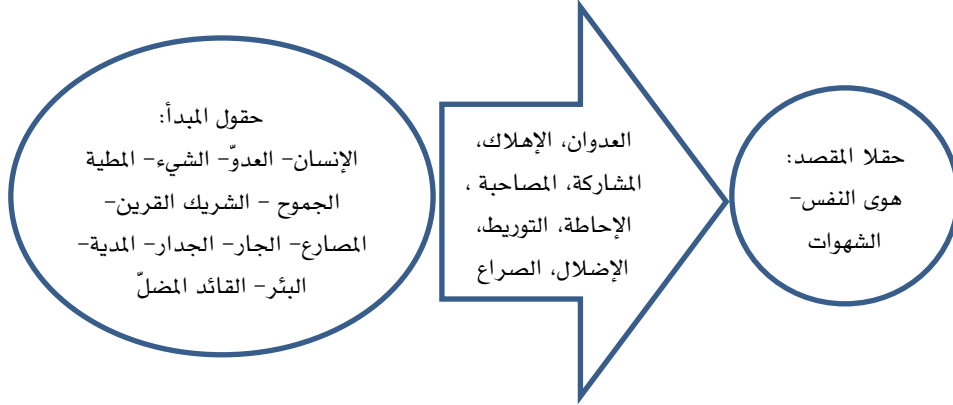 حقول المبدأ:
الإنسان- العدوّ- الشيء- المطية
الجموح - الشريك القرين-
المصارع- الجار- الجدار- المدية-
البئر- القائد المضلّ
العدوان، الإهلاك،
المشاركة، المصاحبة ،
الإحاطة، التوريط،
الإضلال، الصراع
حقلا المقصد:
هوى النفس-
الشهوات